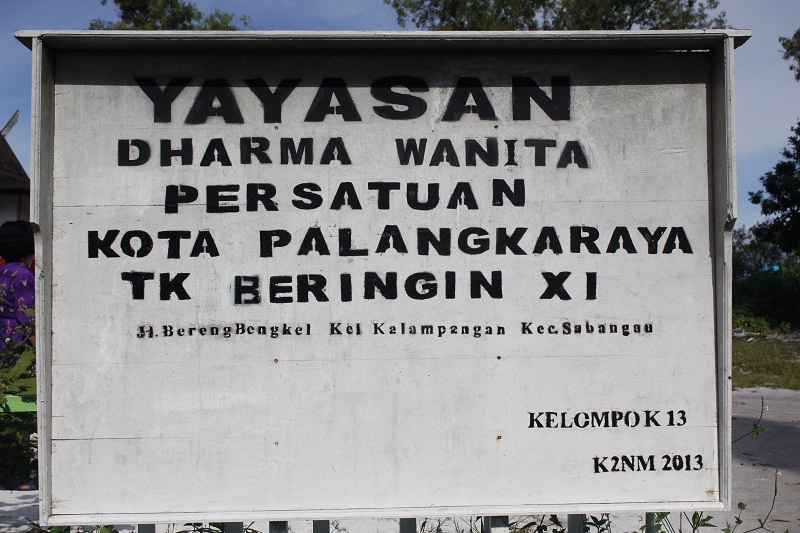 YAYASAN
DHARMA WANITA
PERSATUAN
KOTA PALANGKARAYA
TK BERINGIN XI
Jl.BerengBengkel Kel Kalampangan Kec.Sabangau
KELOMPOK 13
K2NM 2013